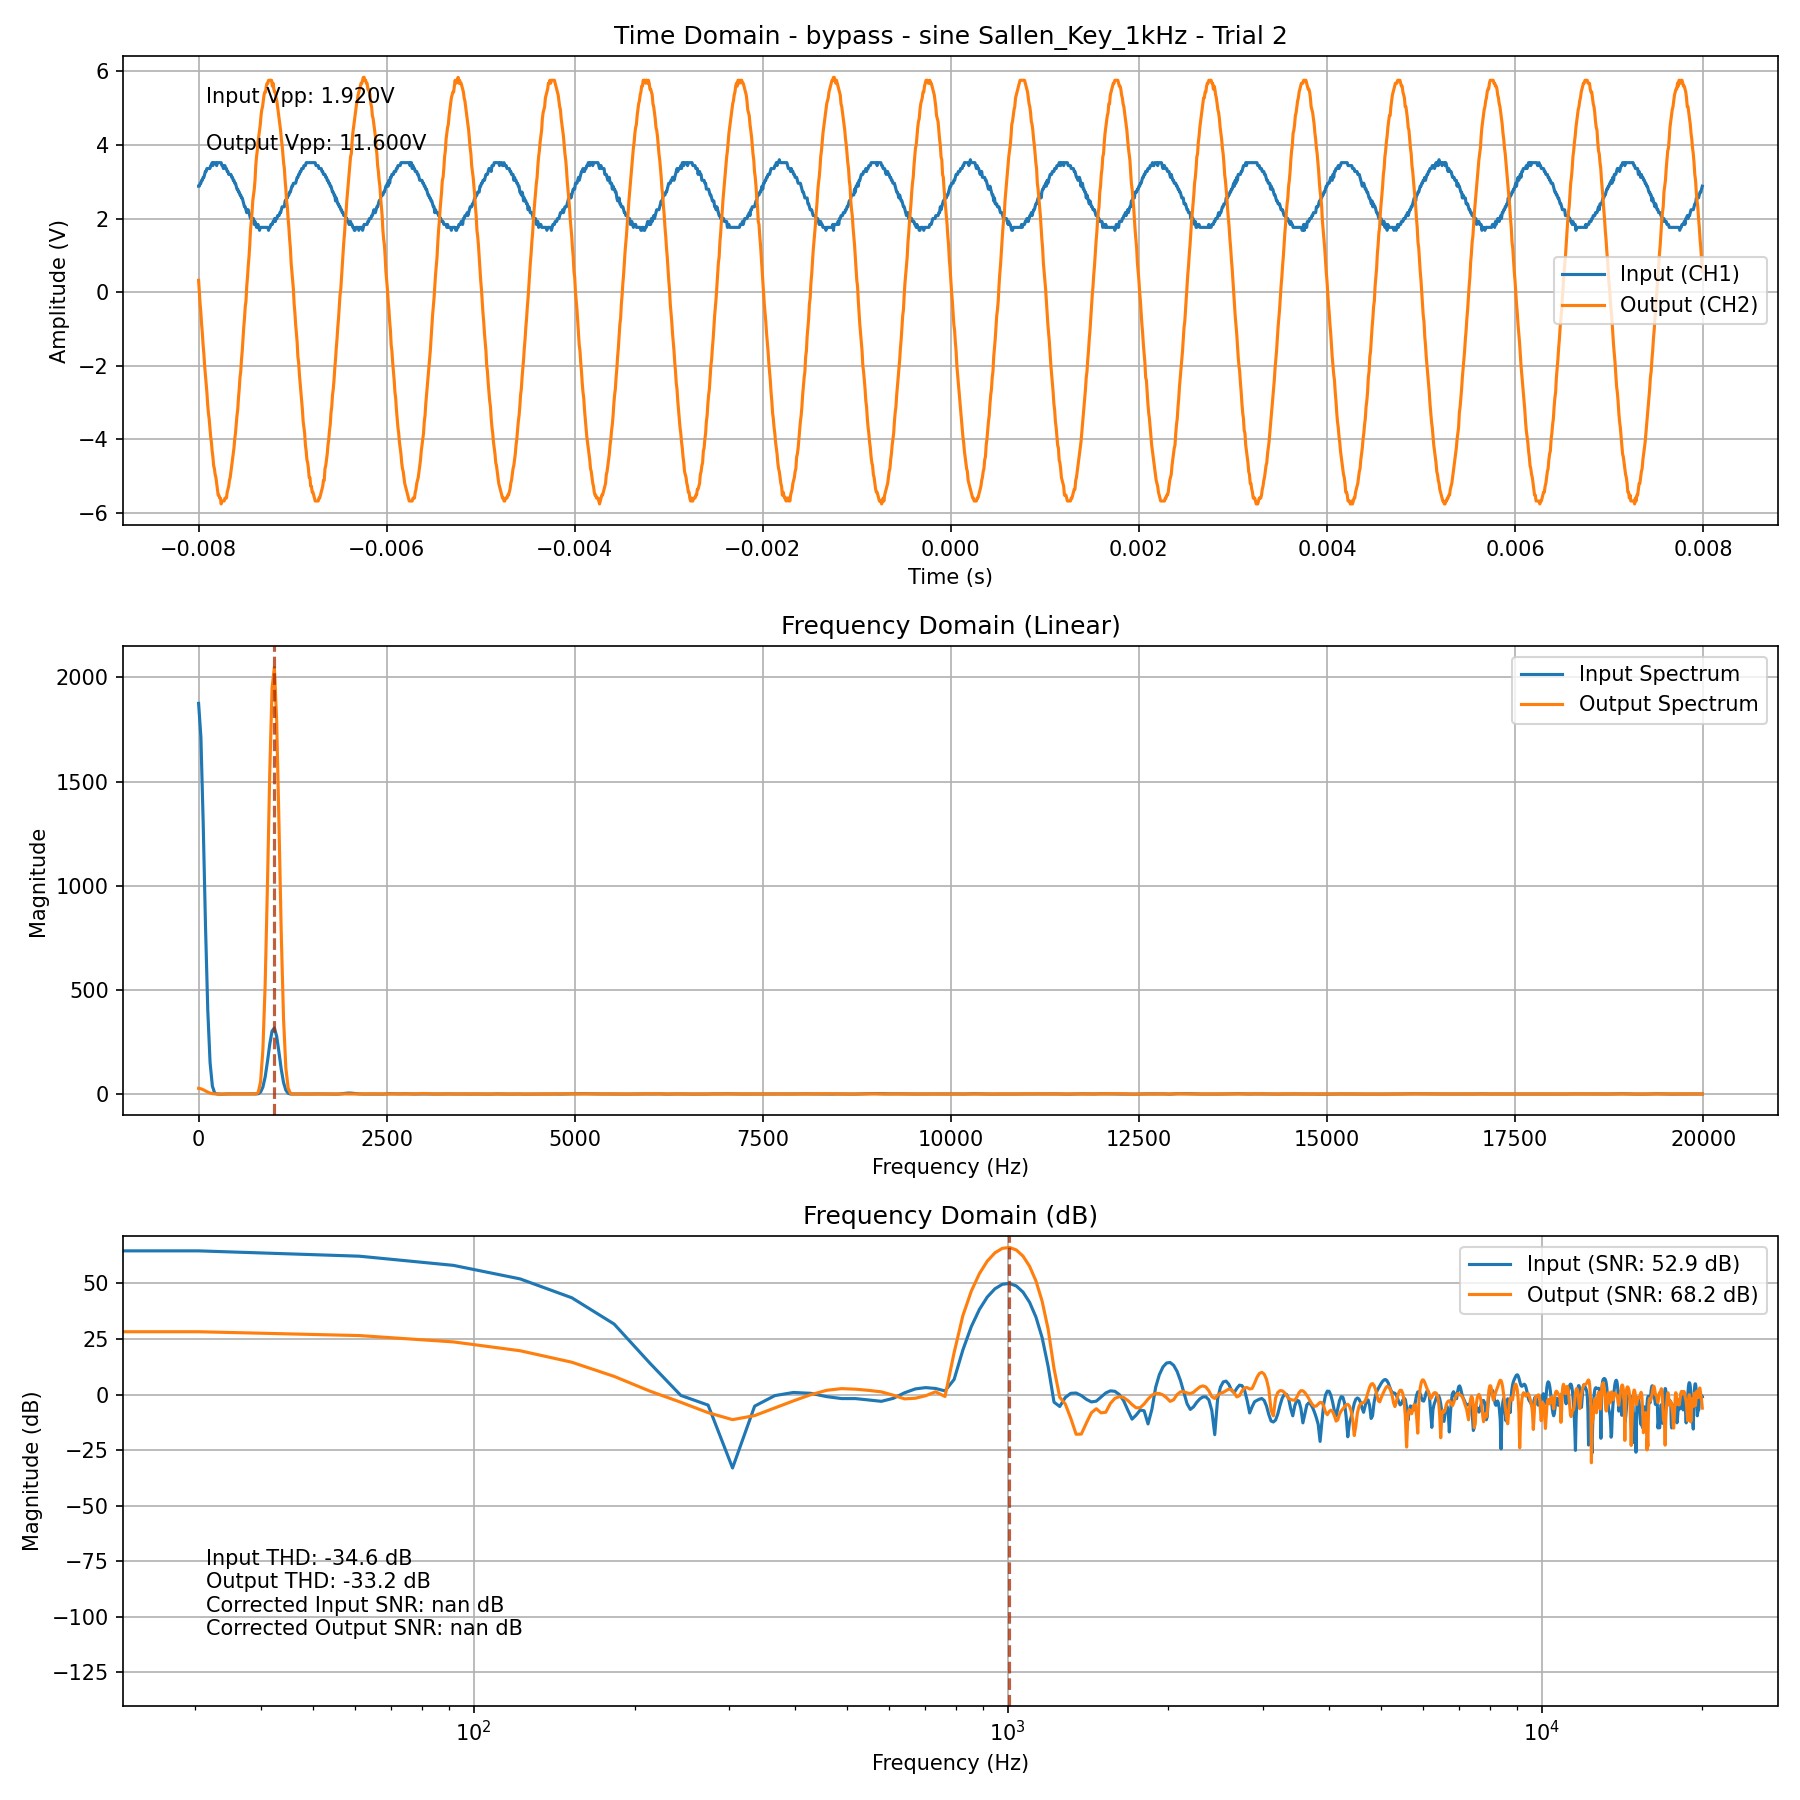 Time Domain - bypass - sine Sallen_Key_1kHz - Trial 2
6
4
2
0
−2
−4
−6
Amplitude (V)
Input Vpp: 1.920V
Output Vpp: 11.600V
Input (CH1)
Output (CH2)
−0.008
−0.006
−0.004
−0.002
0.000
0.002
0.004
0.006
0.008
Time (s)
Frequency Domain (Linear)
2000
1500
1000
500
0
Magnitude
Input Spectrum
Output Spectrum
0
2500
5000
7500
10000
12500
15000
17500
20000
Frequency (Hz)
Frequency Domain (dB)
50
25
0
−25
−50
−75
−100
−125
Magnitude (dB)
Input (SNR: 52.9 dB)
Output (SNR: 68.2 dB)
Input THD: -34.6 dB
Output THD: -33.2 dB
Corrected Input SNR: nan dB
Corrected Output SNR: nan dB
10²
10³
10⁴
Frequency (Hz)